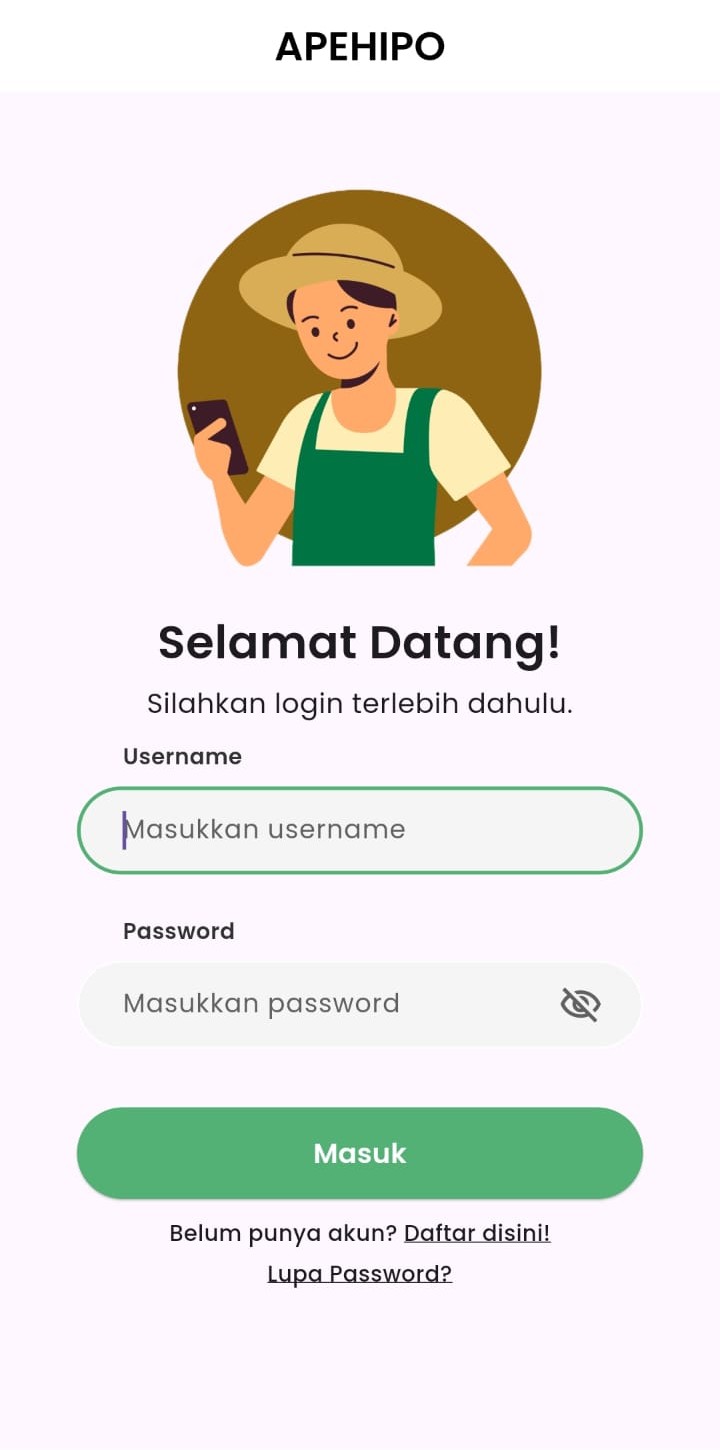 APEHIPO
Selamat Datang!
Silahkan login terlebih dahulu.
Username
Masukkan username
Password
Masukkan password
Masuk
Belum punya akun? Daftar disini!
Lupa Password?